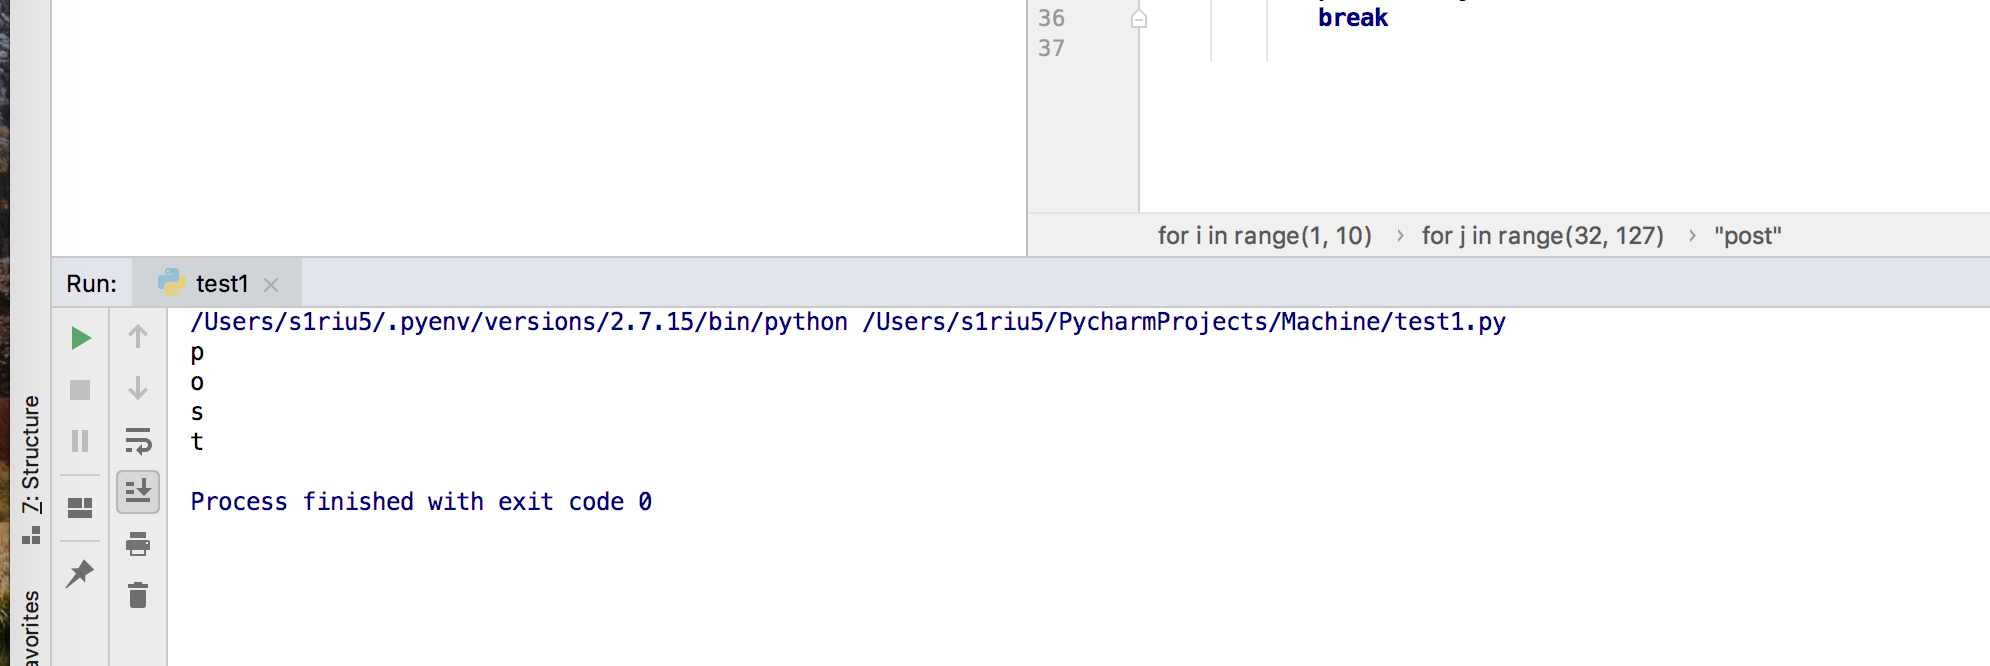 36 break
37
for i in range(1, 10) › for j in range(32, 127) › "post"
Run: test1
/Users/s1riu5/.pyenv/versions/2.7.15/bin/python /Users/s1riu5/PycharmProjects/Machine/test1.py
p
o
s
t
Process finished with exit code 0
7: Structure
avorites